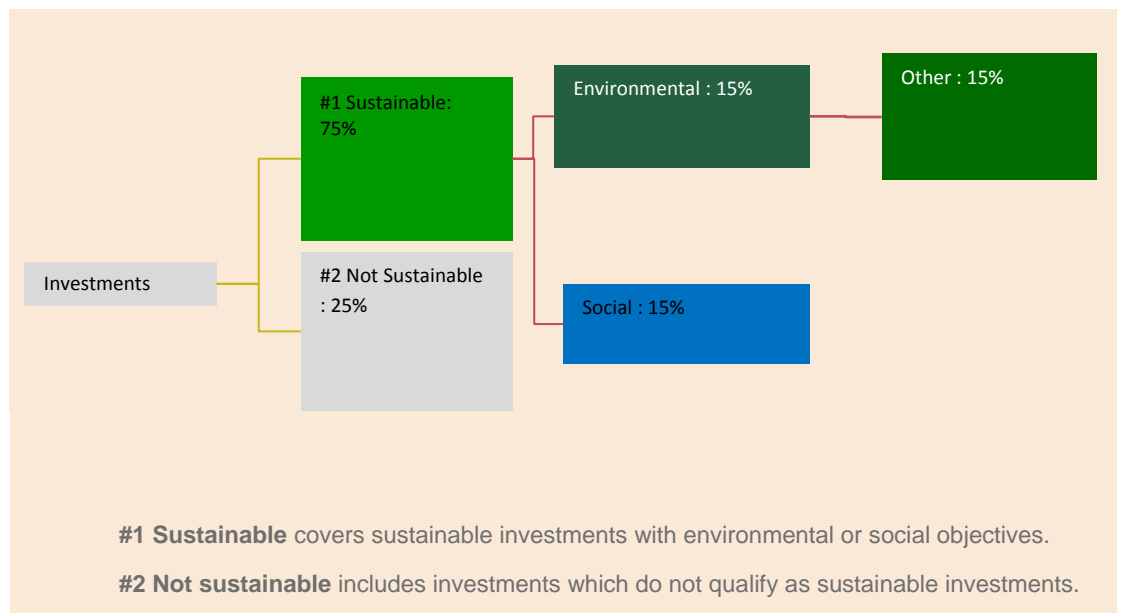 #1 Sustainable:
75%
Environmental : 15%
Other : 15%
Investments
#2 Not Sustainable
: 25%
Social : 15%
#1 Sustainable covers sustainable investments with environmental or social objectives.
#2 Not sustainable includes investments which do not qualify as sustainable investments.